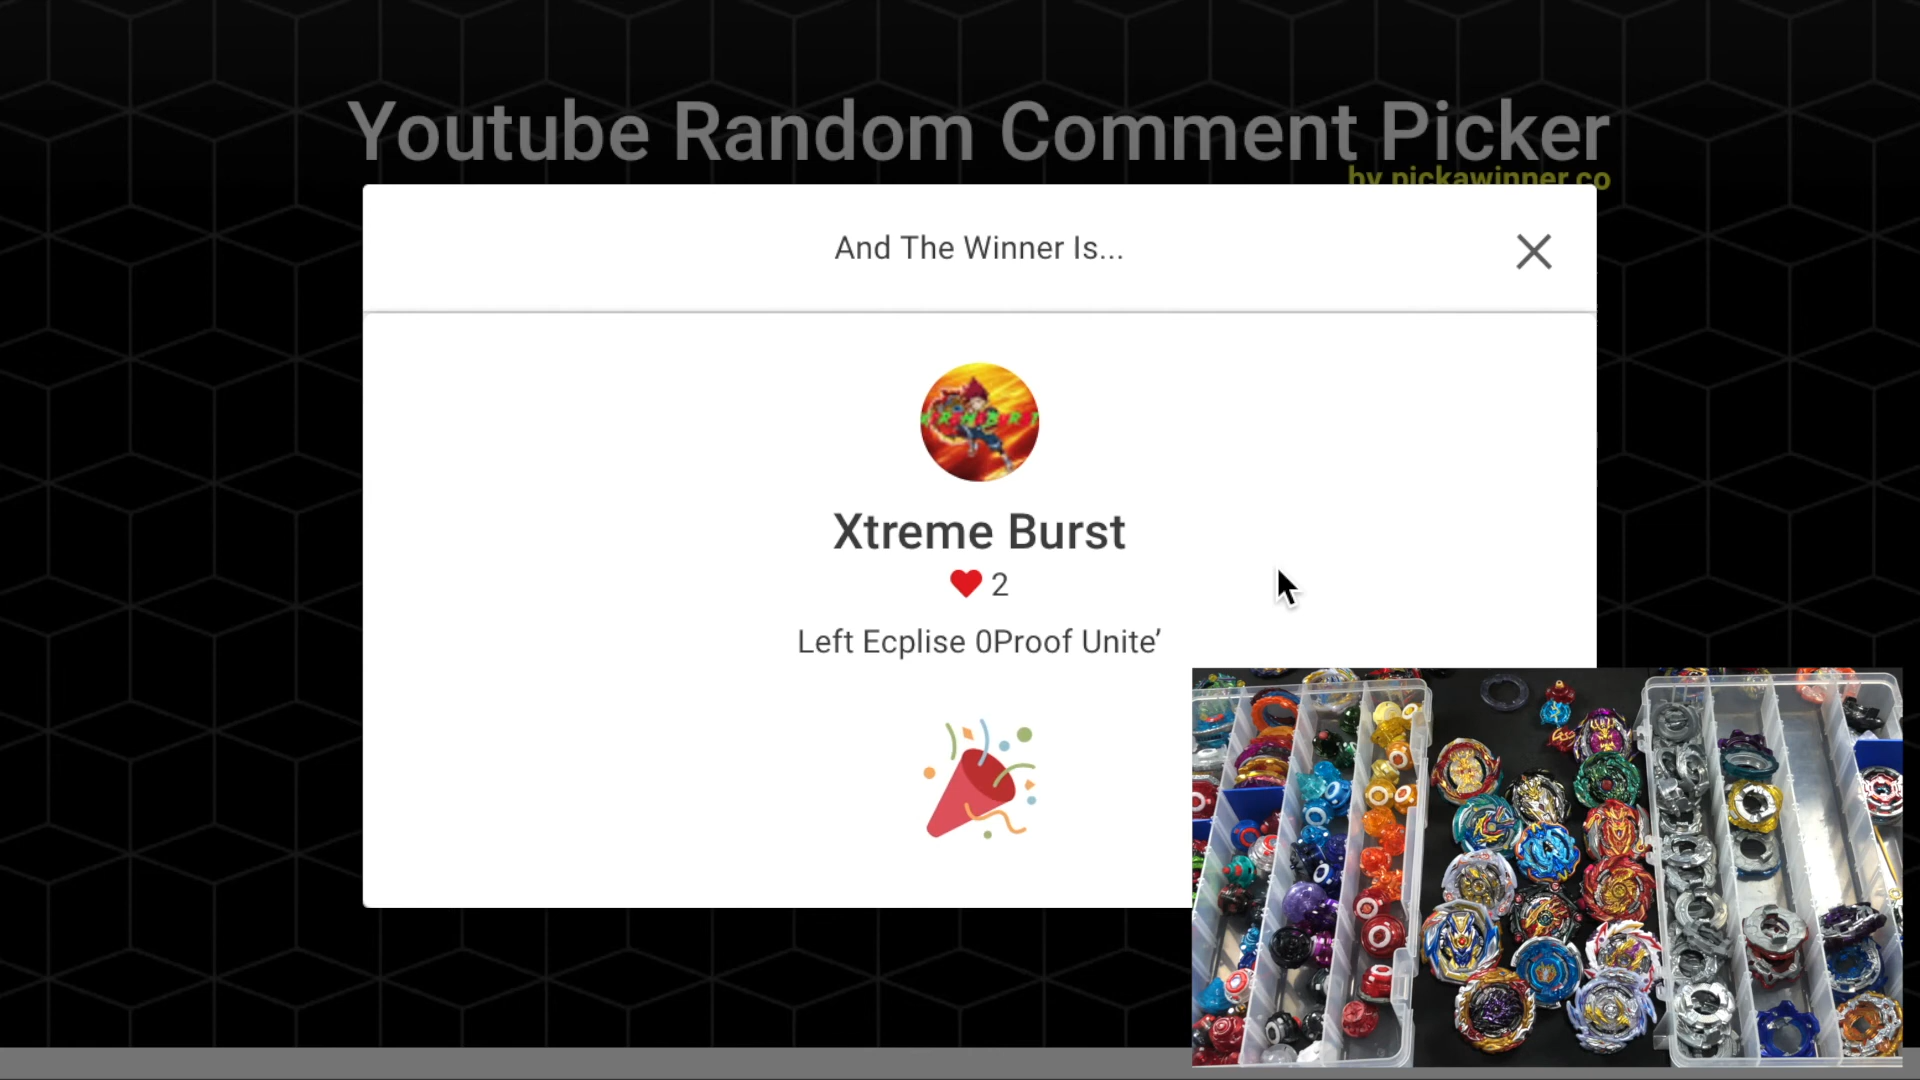 Youtube Random Comment Picker
by pickawinner.co
And The Winner Is...
Xtreme Burst
2
Left Ecplise 0Proof Unite’